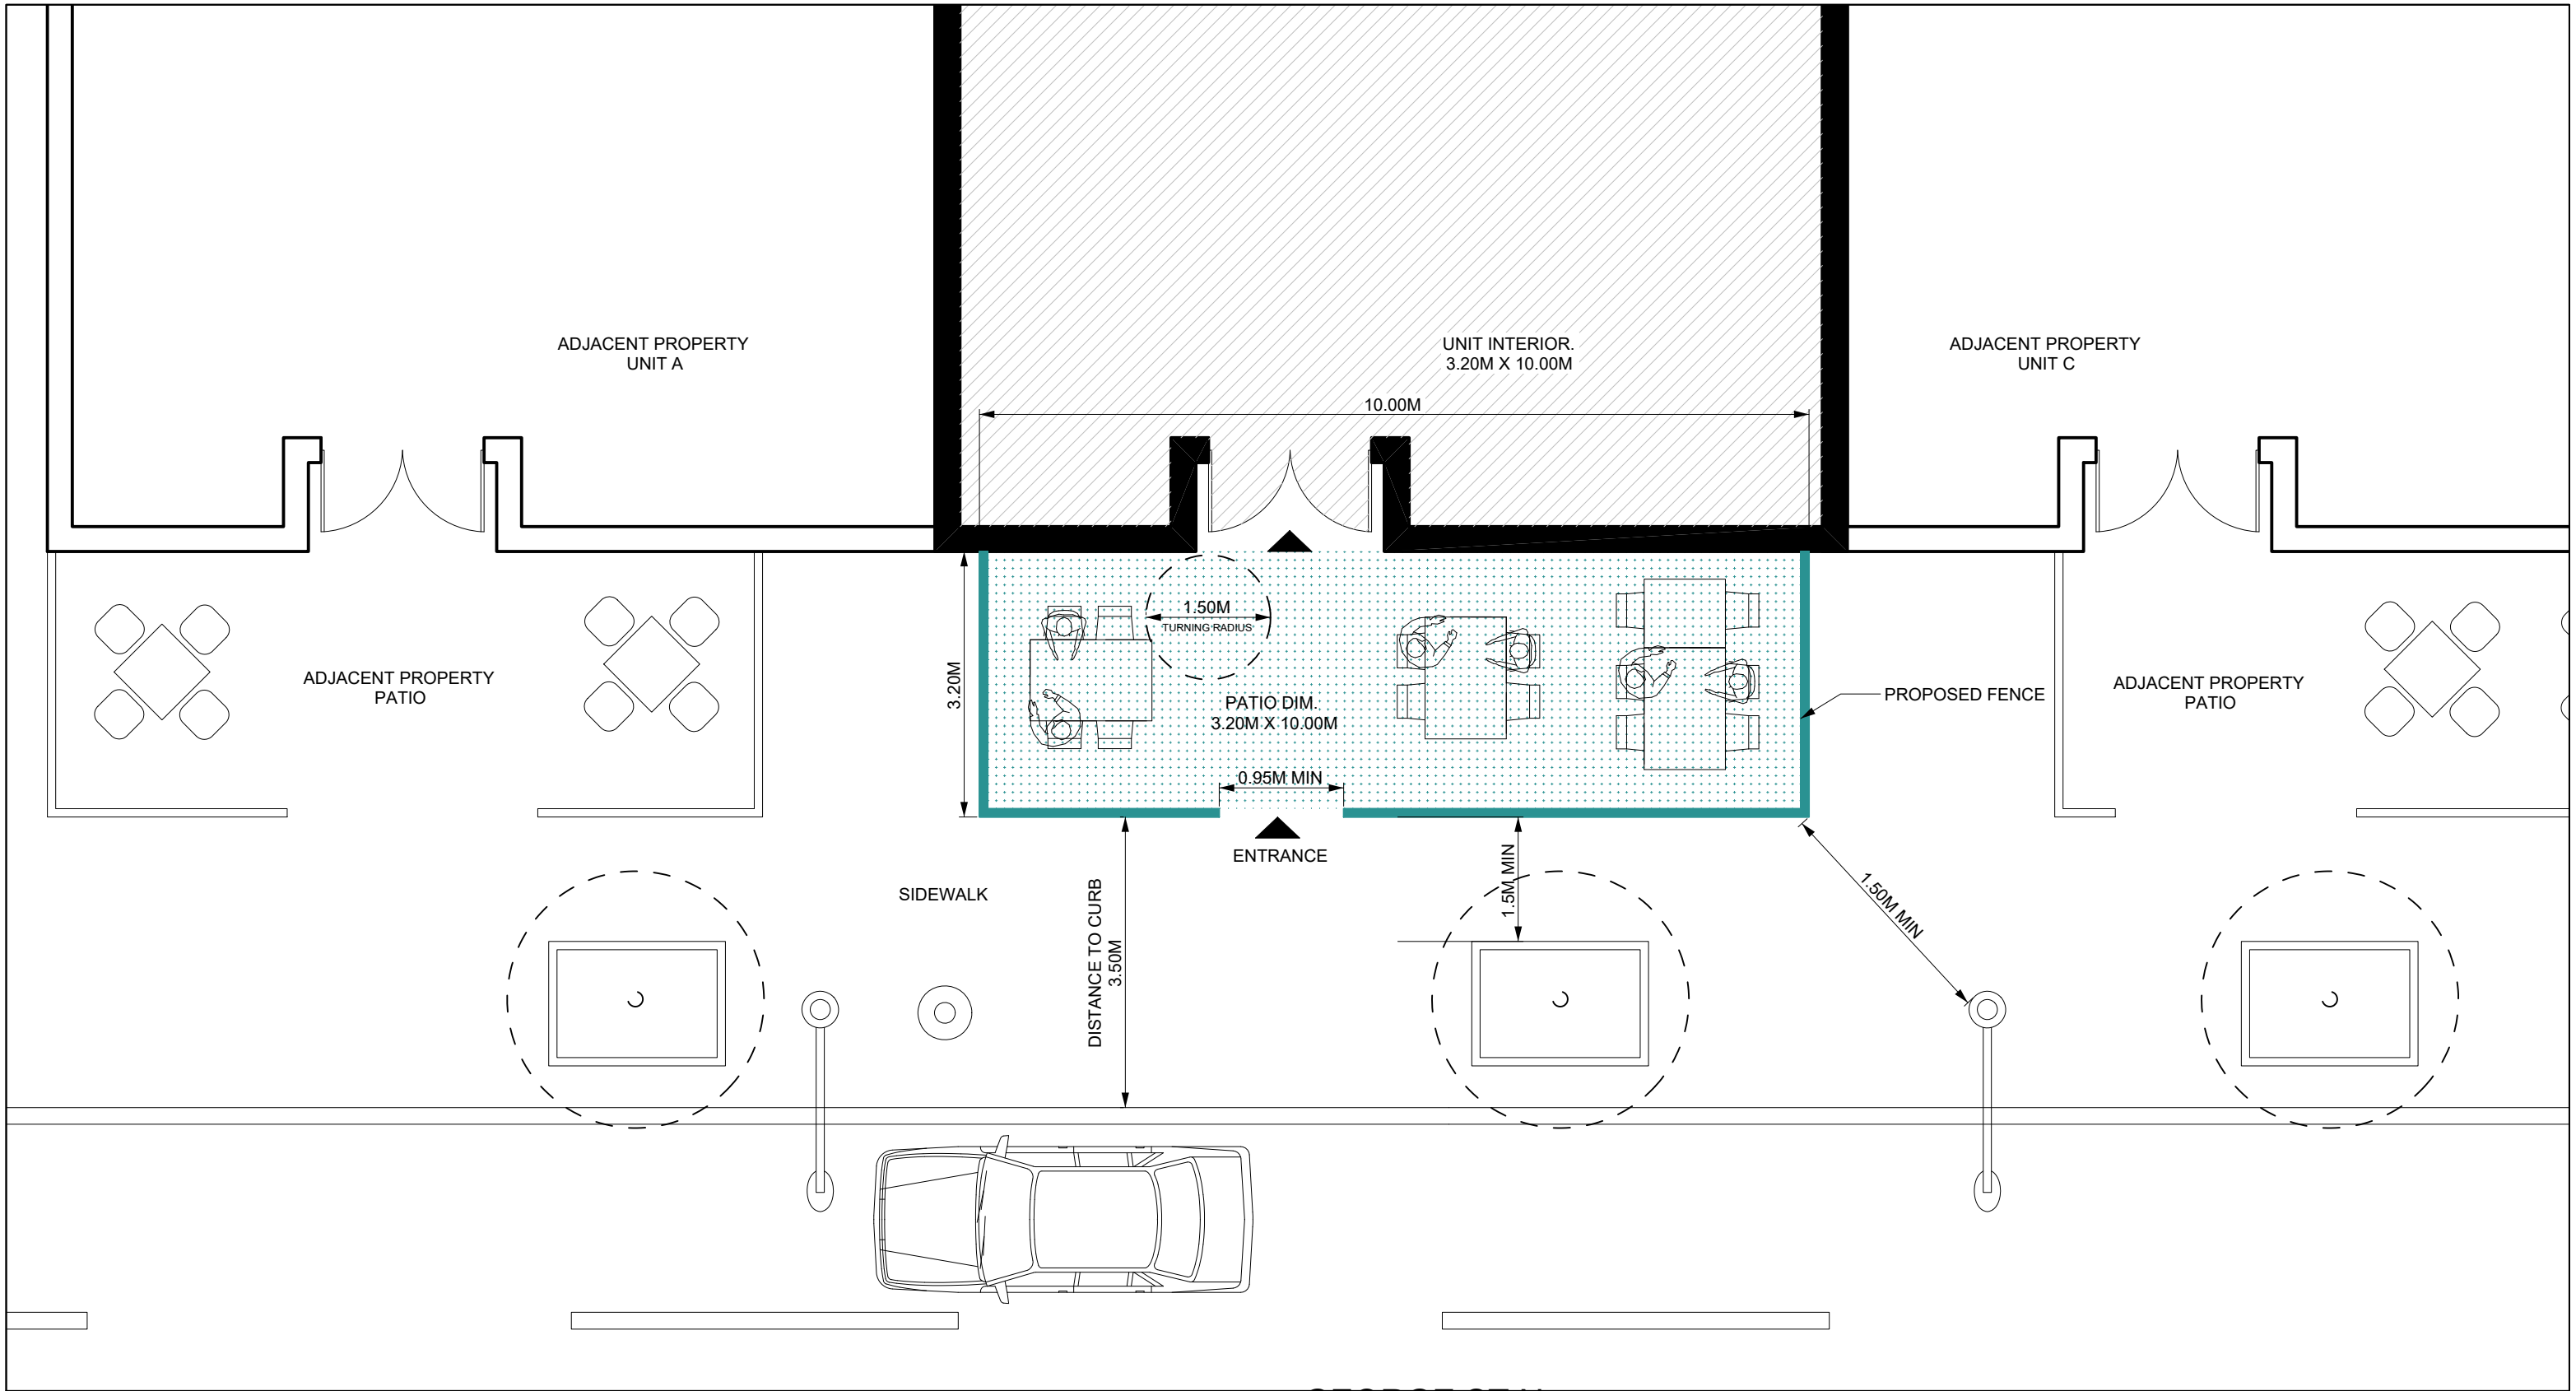 ADJACENT PROPERTY
UNIT A
UNIT INTERIOR.
3.20M X 10.00M
ADJACENT PROPERTY
UNIT C
10.00M
1.50M
TURNING RADIUS
3.20M
ADJACENT PROPERTY
PATIO
PATIO DIM.
3.20M X 10.00M
PROPOSED FENCE
ADJACENT PROPERTY
PATIO
0.95M MIN
ENTRANCE
SIDEWALK
DISTANCE TO CURB
3.50M
1.5M MIN
1.50M MIN